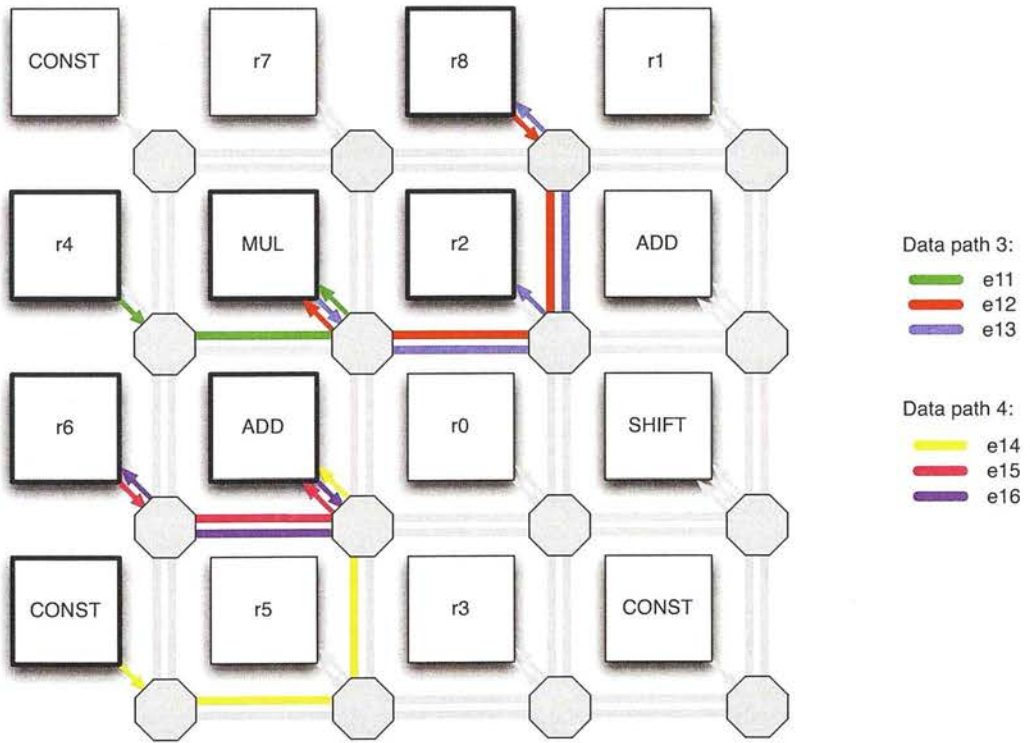 CONST
r7
r8
r1
r4
MUL
r2
ADD
r6
ADD
r0
SHIFT
CONST
r5
r3
CONST
Data path 3:
e11
e12
e13
Data path 4:
e14
e15
e16